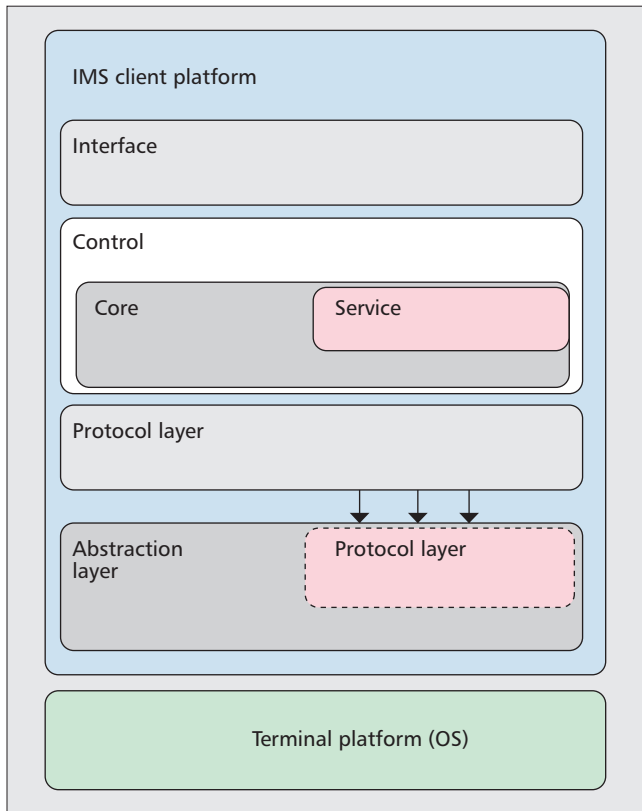 IMS client platform
Interface
Control
Core
Service
Protocol layer
Abstraction
layer
Protocol layer
Terminal platform (OS)